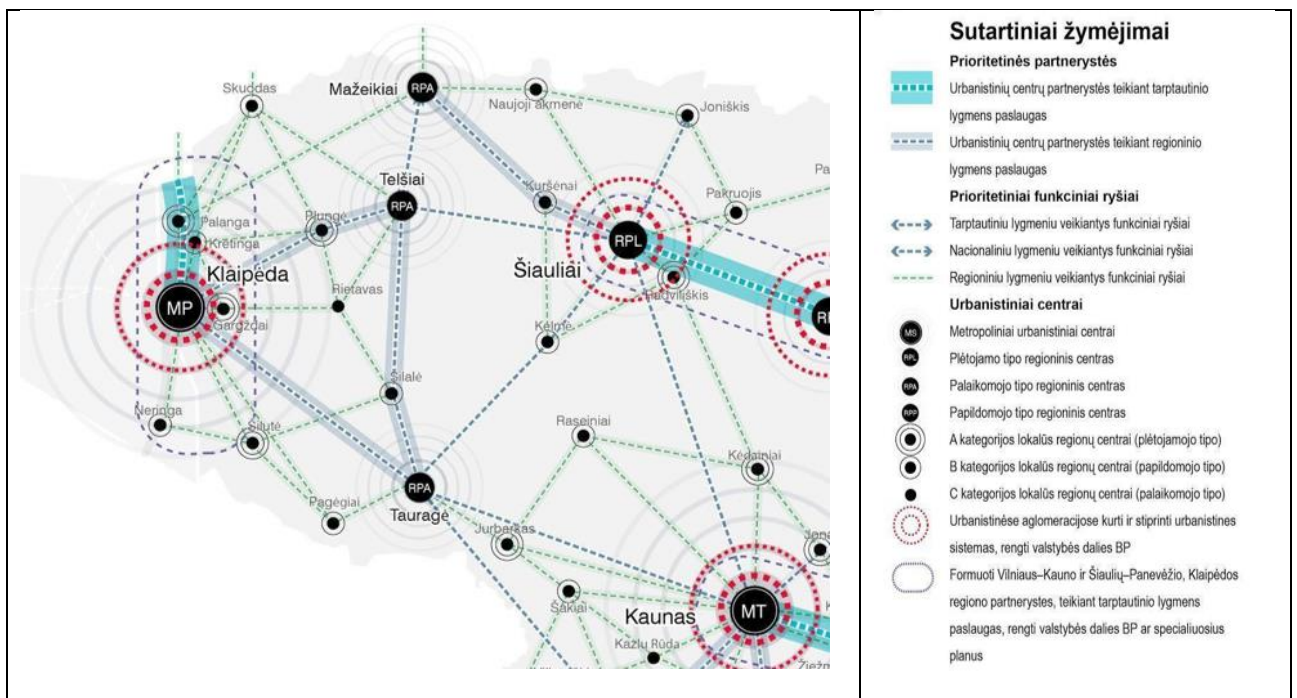 Skuodas
Mažeikiai
RPA
Naujoji akmenė
Joniškis
Pa
Telšiai
RPA
Kuršėnai
Pakruojis
Palanga
Plungė
Kretinga
RPL
Klaipėda
Šiauliai
MP
Rietavas
Radviliškis
Gargždai
Kelmė
Šilalė
Neringa
Šilutė
Raseiniai
Kėdainiai
RPA
Pagėgiai
Tauragė
Jurbarkas
Šakiai
Kaunas
MT
Kazlų Rūda
Žiežm
Sutartiniai žymėjimai
Prioritetinės partnerystės
Urbanistinių centrų partnerystės teikiant tarptautinio
lygmens paslaugas
Urbanistinių centrų partnerystės teikiant regioninio
lygmens paslaugas
Prioritetiniai funkciniai ryšiai
Tarptautiniu lygmeniu veikiantys funkciniai ryšiai
Nacionaliniu lygmeniu veikiantys funkciniai ryšiai
Regioniniu lygmeniu veikiantys funkciniai ryšiai
Urbanistiniai centrai
MS Metropoliniai urbanistiniai centrai
RPL Plėtojamo tipo regioninis centras
RPA Palaikomojo tipo regioninis centras
RPP Papildomojo tipo regioninis centras
A kategorijos lokalūs regionų centrai (plėtojamojo tipo)
B kategorijos lokalūs regionų centrai (papildomojo tipo)
C kategorijos lokalūs regionų centrai (palaikomojo tipo)
Urbanistinėse aglomeracijose kurti ir stiprinti urbanistines
sistemas, rengti valstybės dalies BP
Formuoti Vilniaus–Kauno ir Šiaulių–Panevėžio, Klaipėdos
regiono partnerystes, teikiant tarptautinio lygmens
paslaugas, rengti valstybės dalies BP ar specialiuosius
planus